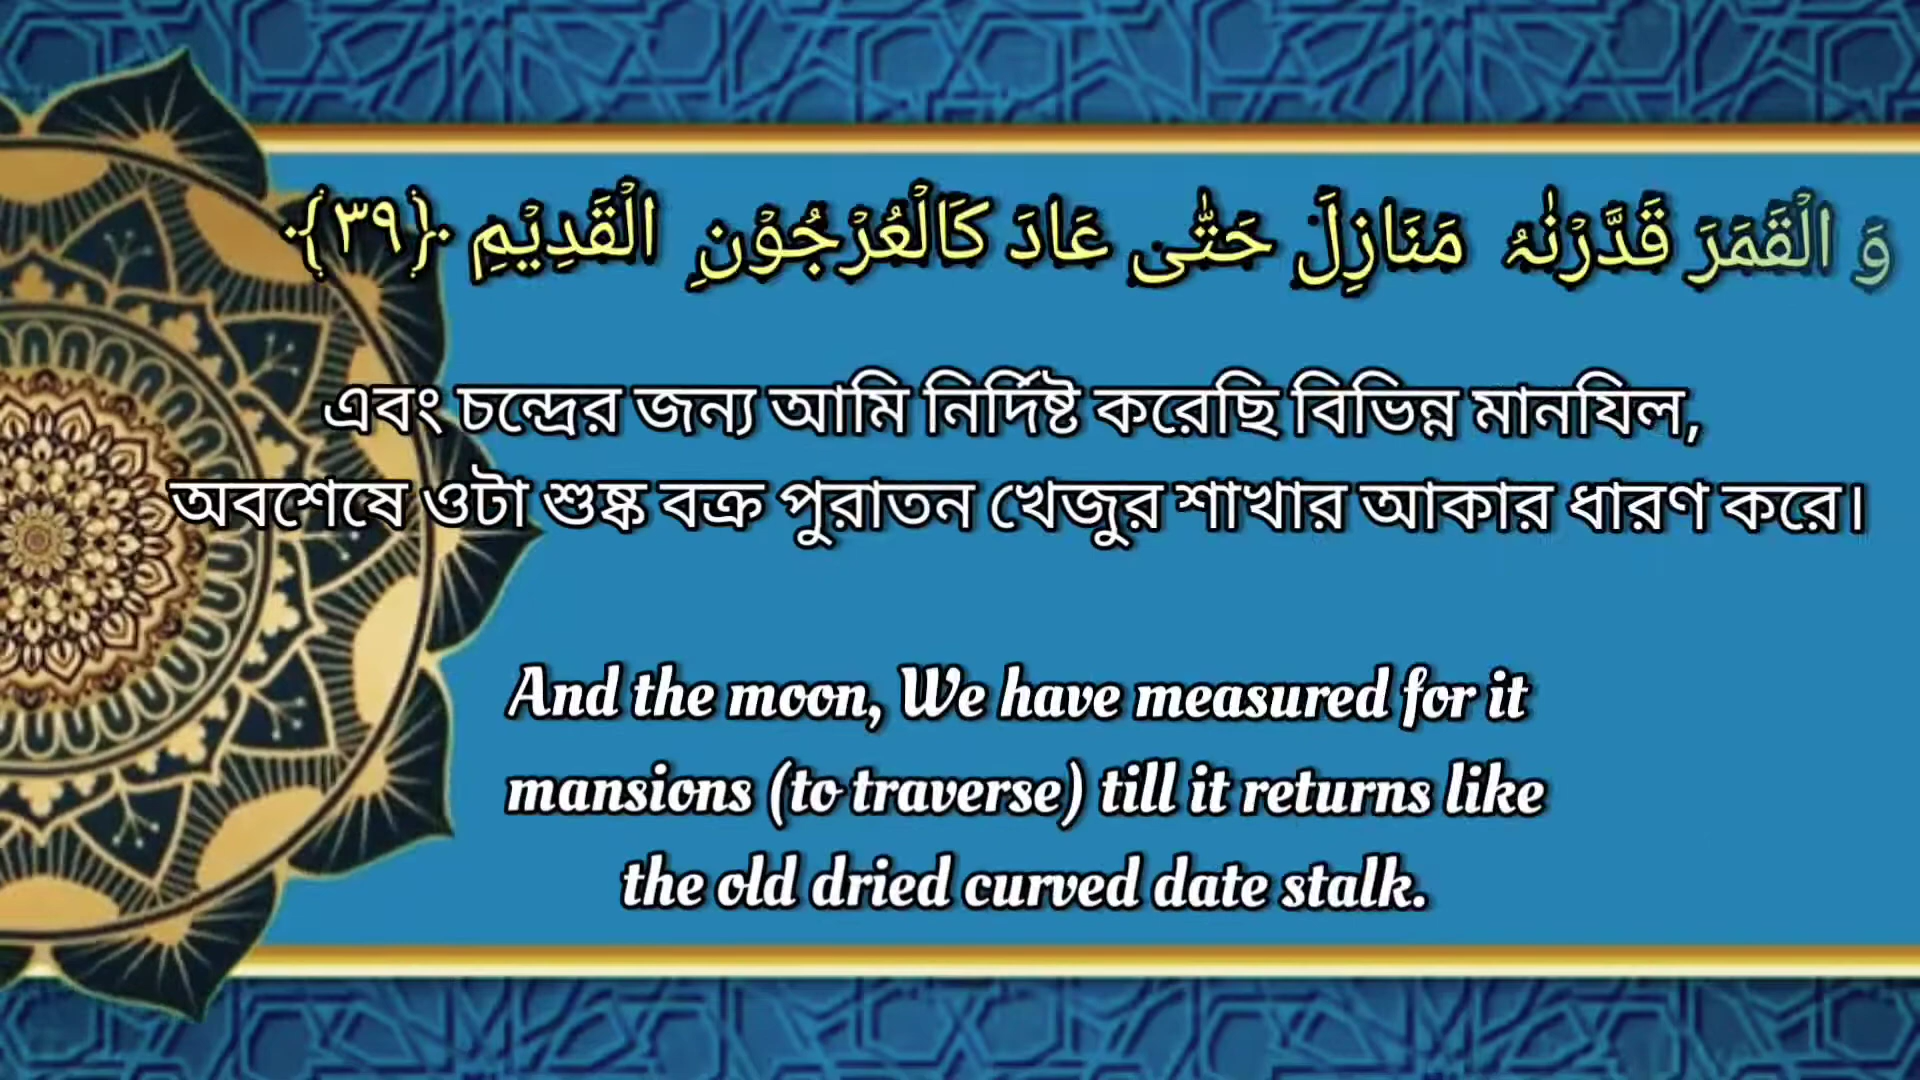 وَ الْقَمَرَ قَدَّرْنٰہُ مَنَازِلَ حَتّٰی عَادَ کَالْعُرْجُوْنِ الْقَدِیْمِ ﴿۳۹﴾
এবং চন্দ্রের জন্য আমি নির্দিষ্ট করেছি বিভিন্ন মানযিল,
অবশেষে ওটা শুষ্ক বক্র পুরাতন খেজুর শাখার আকার ধারণ করে।
And the moon, We have measured for it
mansions (to traverse) till it returns like
the old dried curved date stalk.